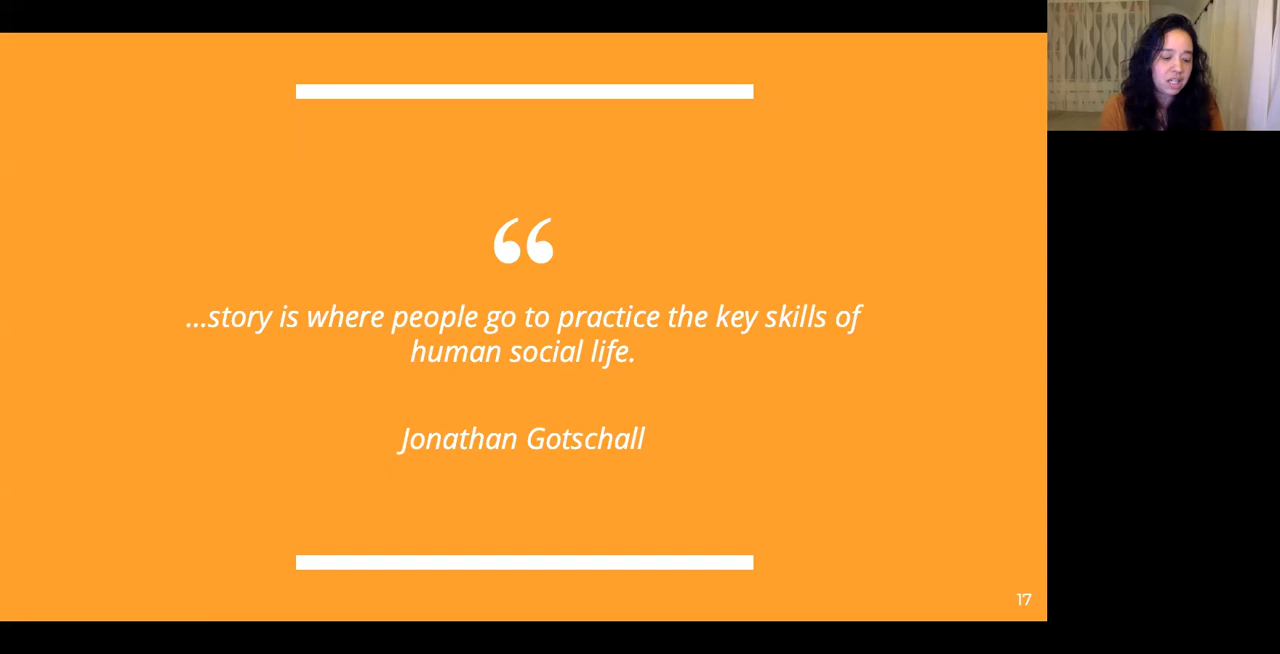 “
...story is where people go to practice the key skills of
human social life.
Jonathan Gotschall
17